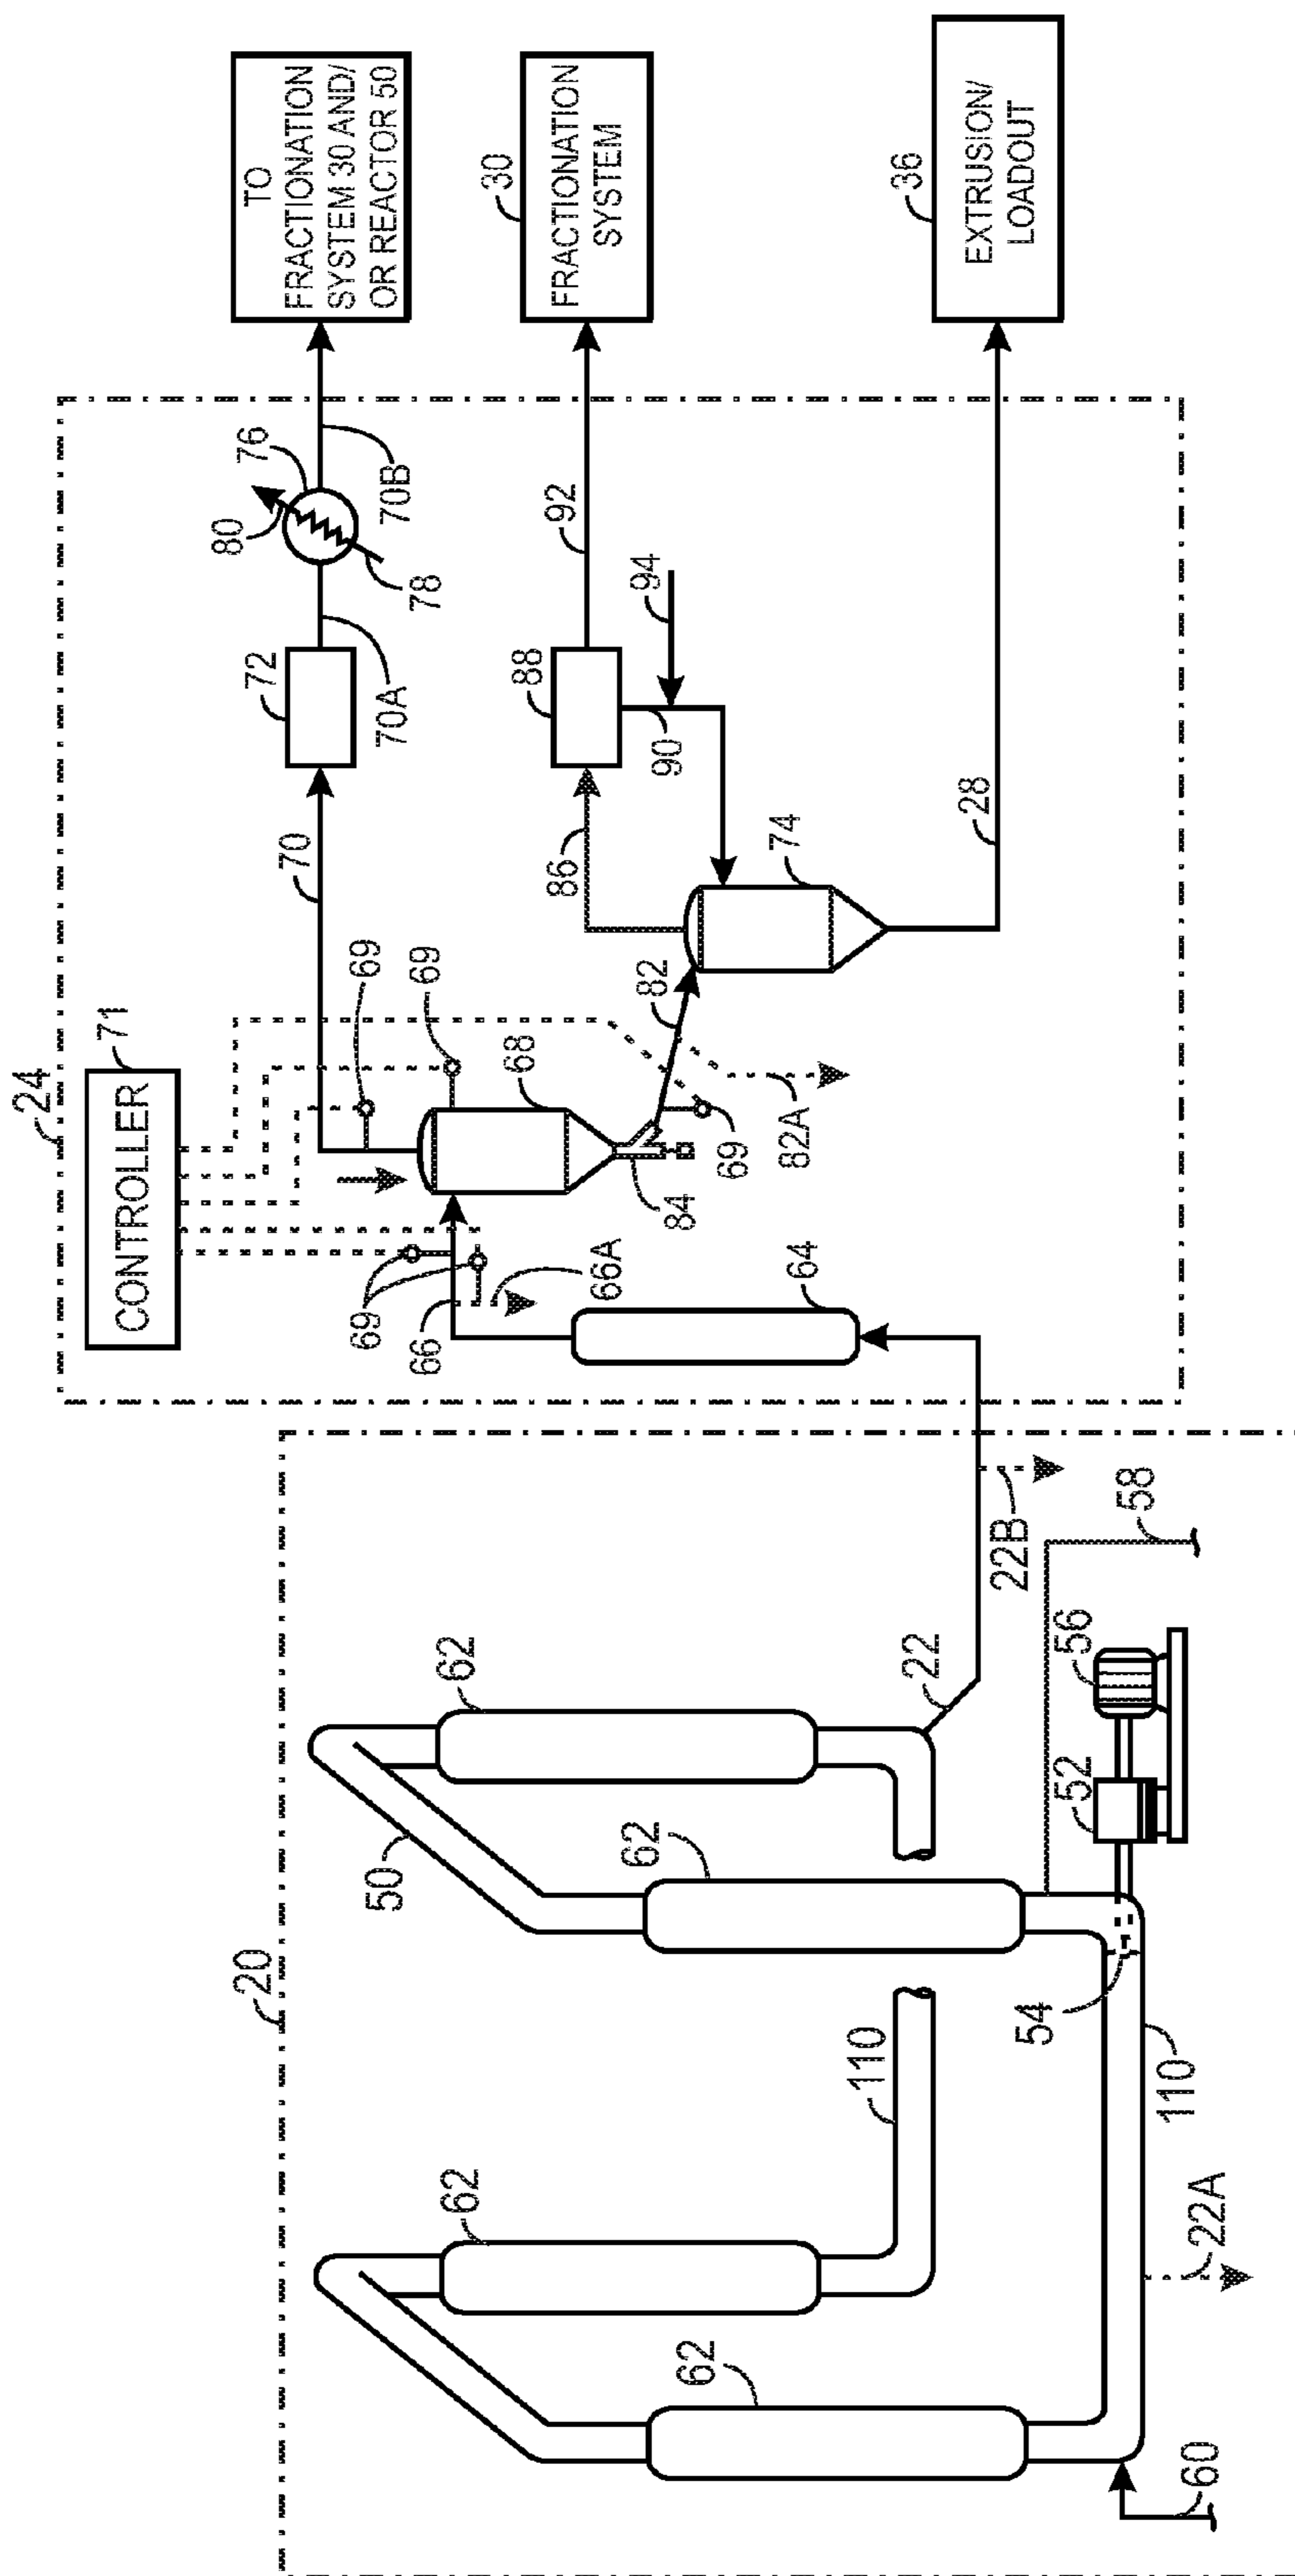 24
CONTROLLER
71
TO
FRACTIONATION
SYSTEM 30 AND/
OR REACTOR 50
30
FRACTIONATION
SYSTEM
36
EXTRUSION/
LOADOUT
76
80
78
70B
72
70A
70
92
94
88
90
86
74
28
69
69
68
82
82A
69
84
69
66
66A
64
20
62
50
62
22
22B
58
56
52
54
110
110
62
62
22A
60